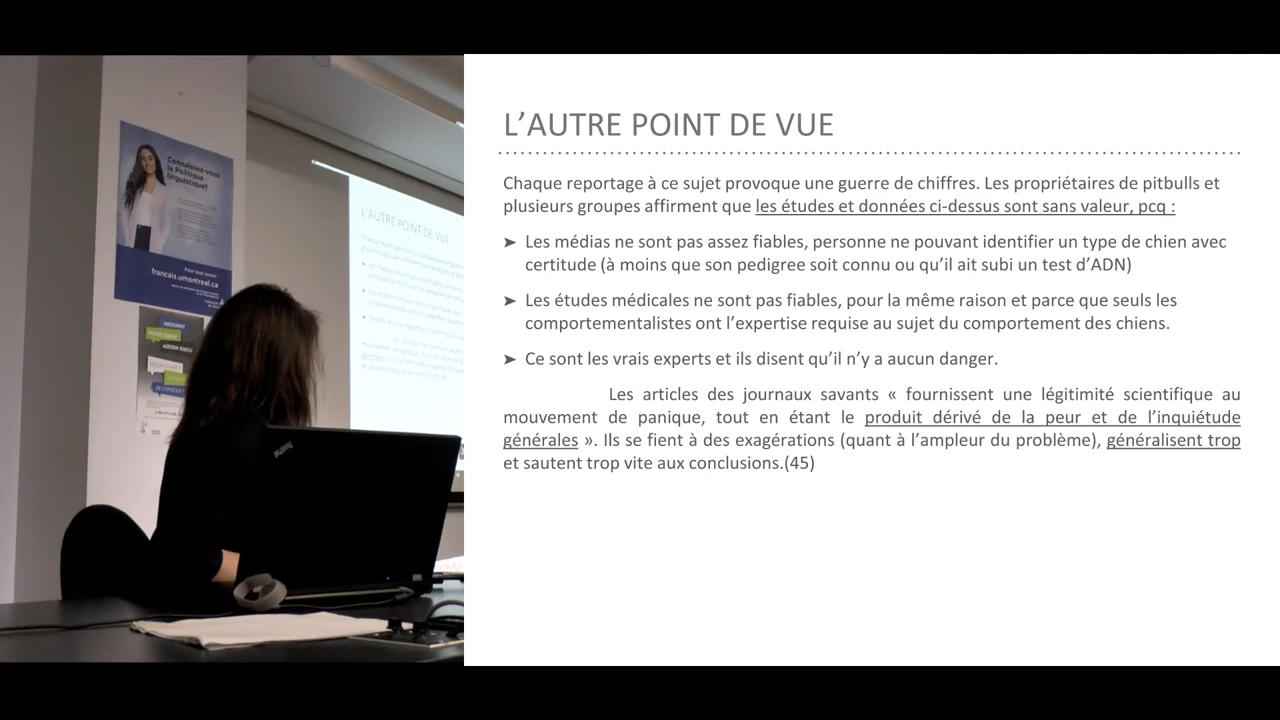 Connaissez-vous
la Politique
linguistique?
Pour tout savoir
francais.umontreal.ca
ThinkPad
L'AUTRE POINT DE VUE
L'AUTRE POINT DE VUE
Chaque reportage à ce sujet provoque une guerre de chiffres. Les propriétaires de pitbulls et
plusieurs groupes affirment que les études et données ci-dessus sont sans valeur, pcq :
➤ Les médias ne sont pas assez fiables, personne ne pouvant identifier un type de chien avec
certitude (à moins que son pedigree soit connu ou qu'il ait subi un test d'ADN)
➤ Les études médicales ne sont pas fiables, pour la même raison et parce que seuls les
comportementalistes ont l'expertise requise au sujet du comportement des chiens.
➤ Ce sont les vrais experts et ils disent qu'il n'y a aucun danger.
Les articles des journaux savants « fournissent une légitimité scientifique au
mouvement de panique, tout en étant le produit dérivé de la peur et de l'inquiétude
générales ». Ils se fient à des exagérations (quant à l'ampleur du problème), généralisent trop
et sautent trop vite aux conclusions.(45)